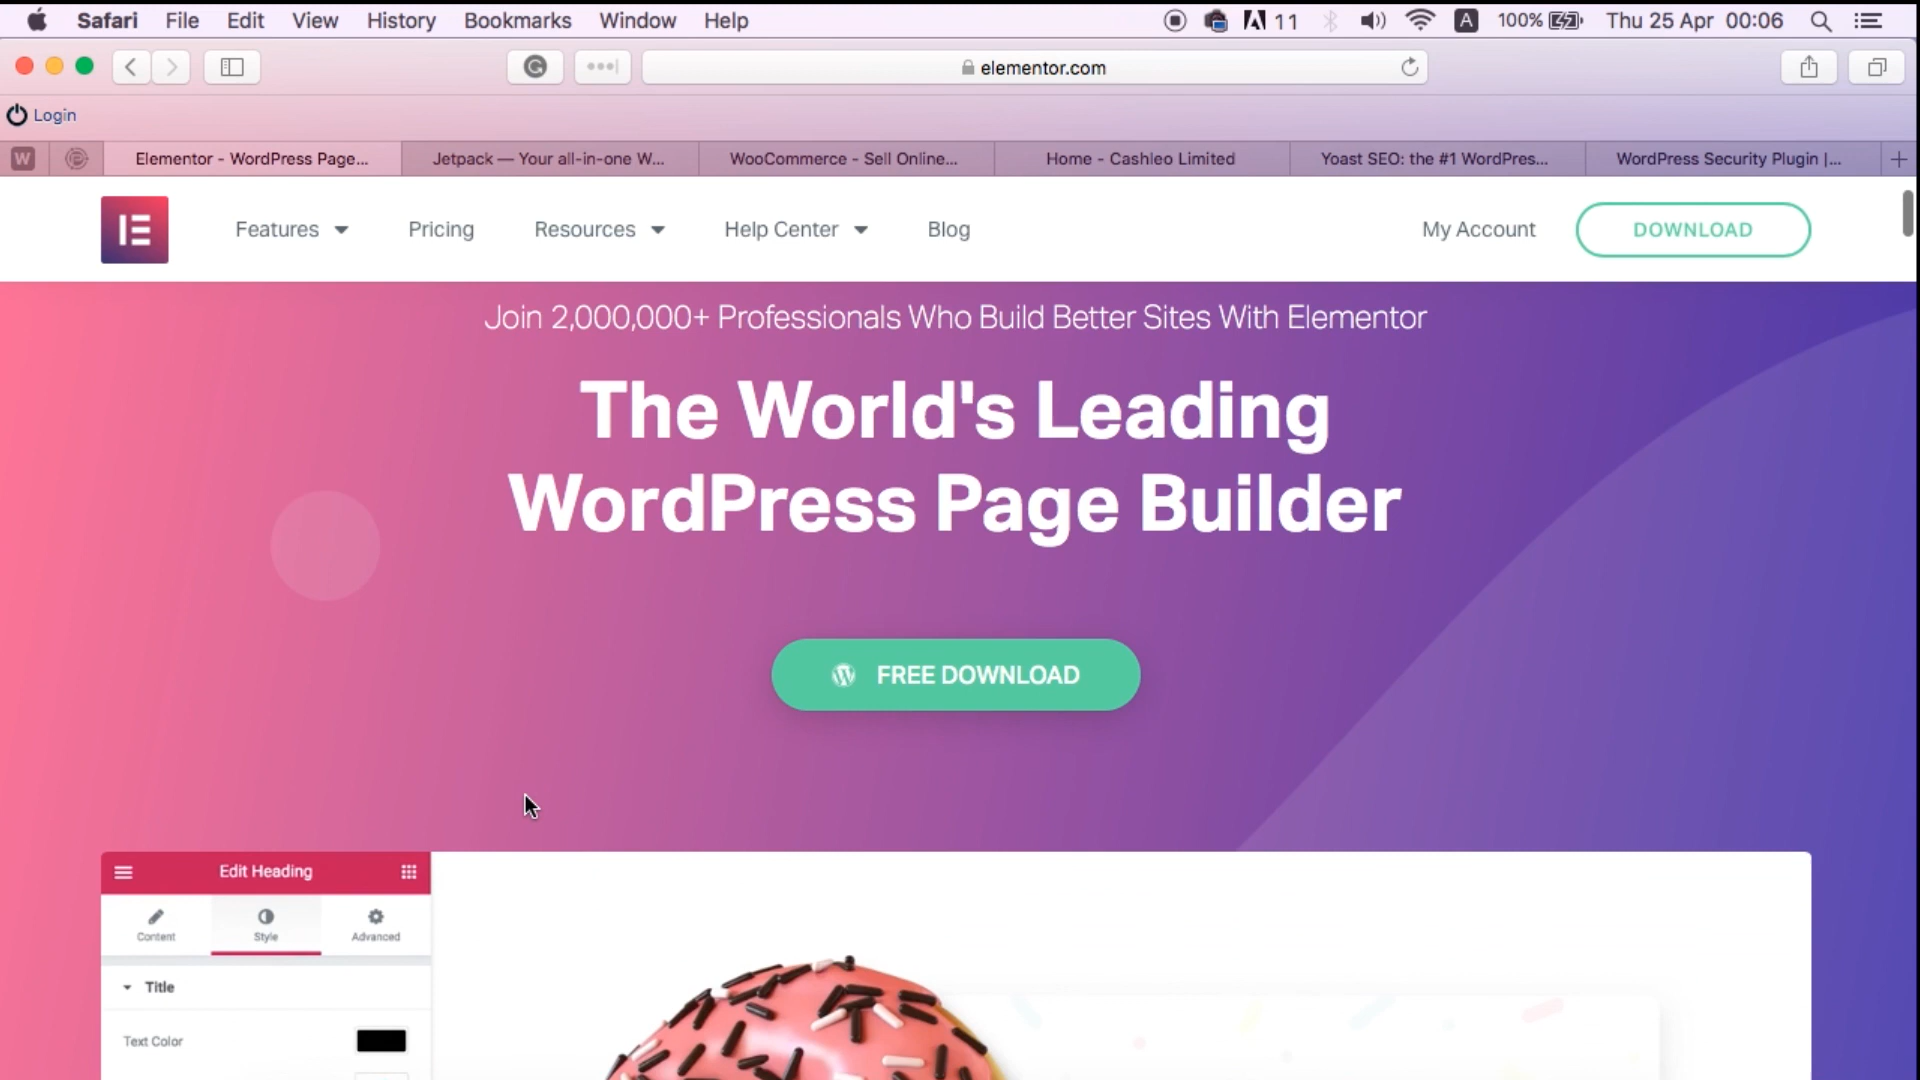 Safari File Edit View History Bookmarks Window Help 11 A 100% Thu 25 Apr 00:06
elementor.com
Login
W Elementor - WordPress Page... Jetpack — Your all-in-one W... WooCommerce - Sell Online... Home - Cashleo Limited Yoast SEO: the #1 WordPres... WordPress Security Plugin |...
Features Pricing Resources Help Center Blog My Account DOWNLOAD
Join 2,000,000+ Professionals Who Build Better Sites With Elementor
The World's Leading
WordPress Page Builder
FREE DOWNLOAD
Edit Heading
Content Style Advanced
Title
Text Color